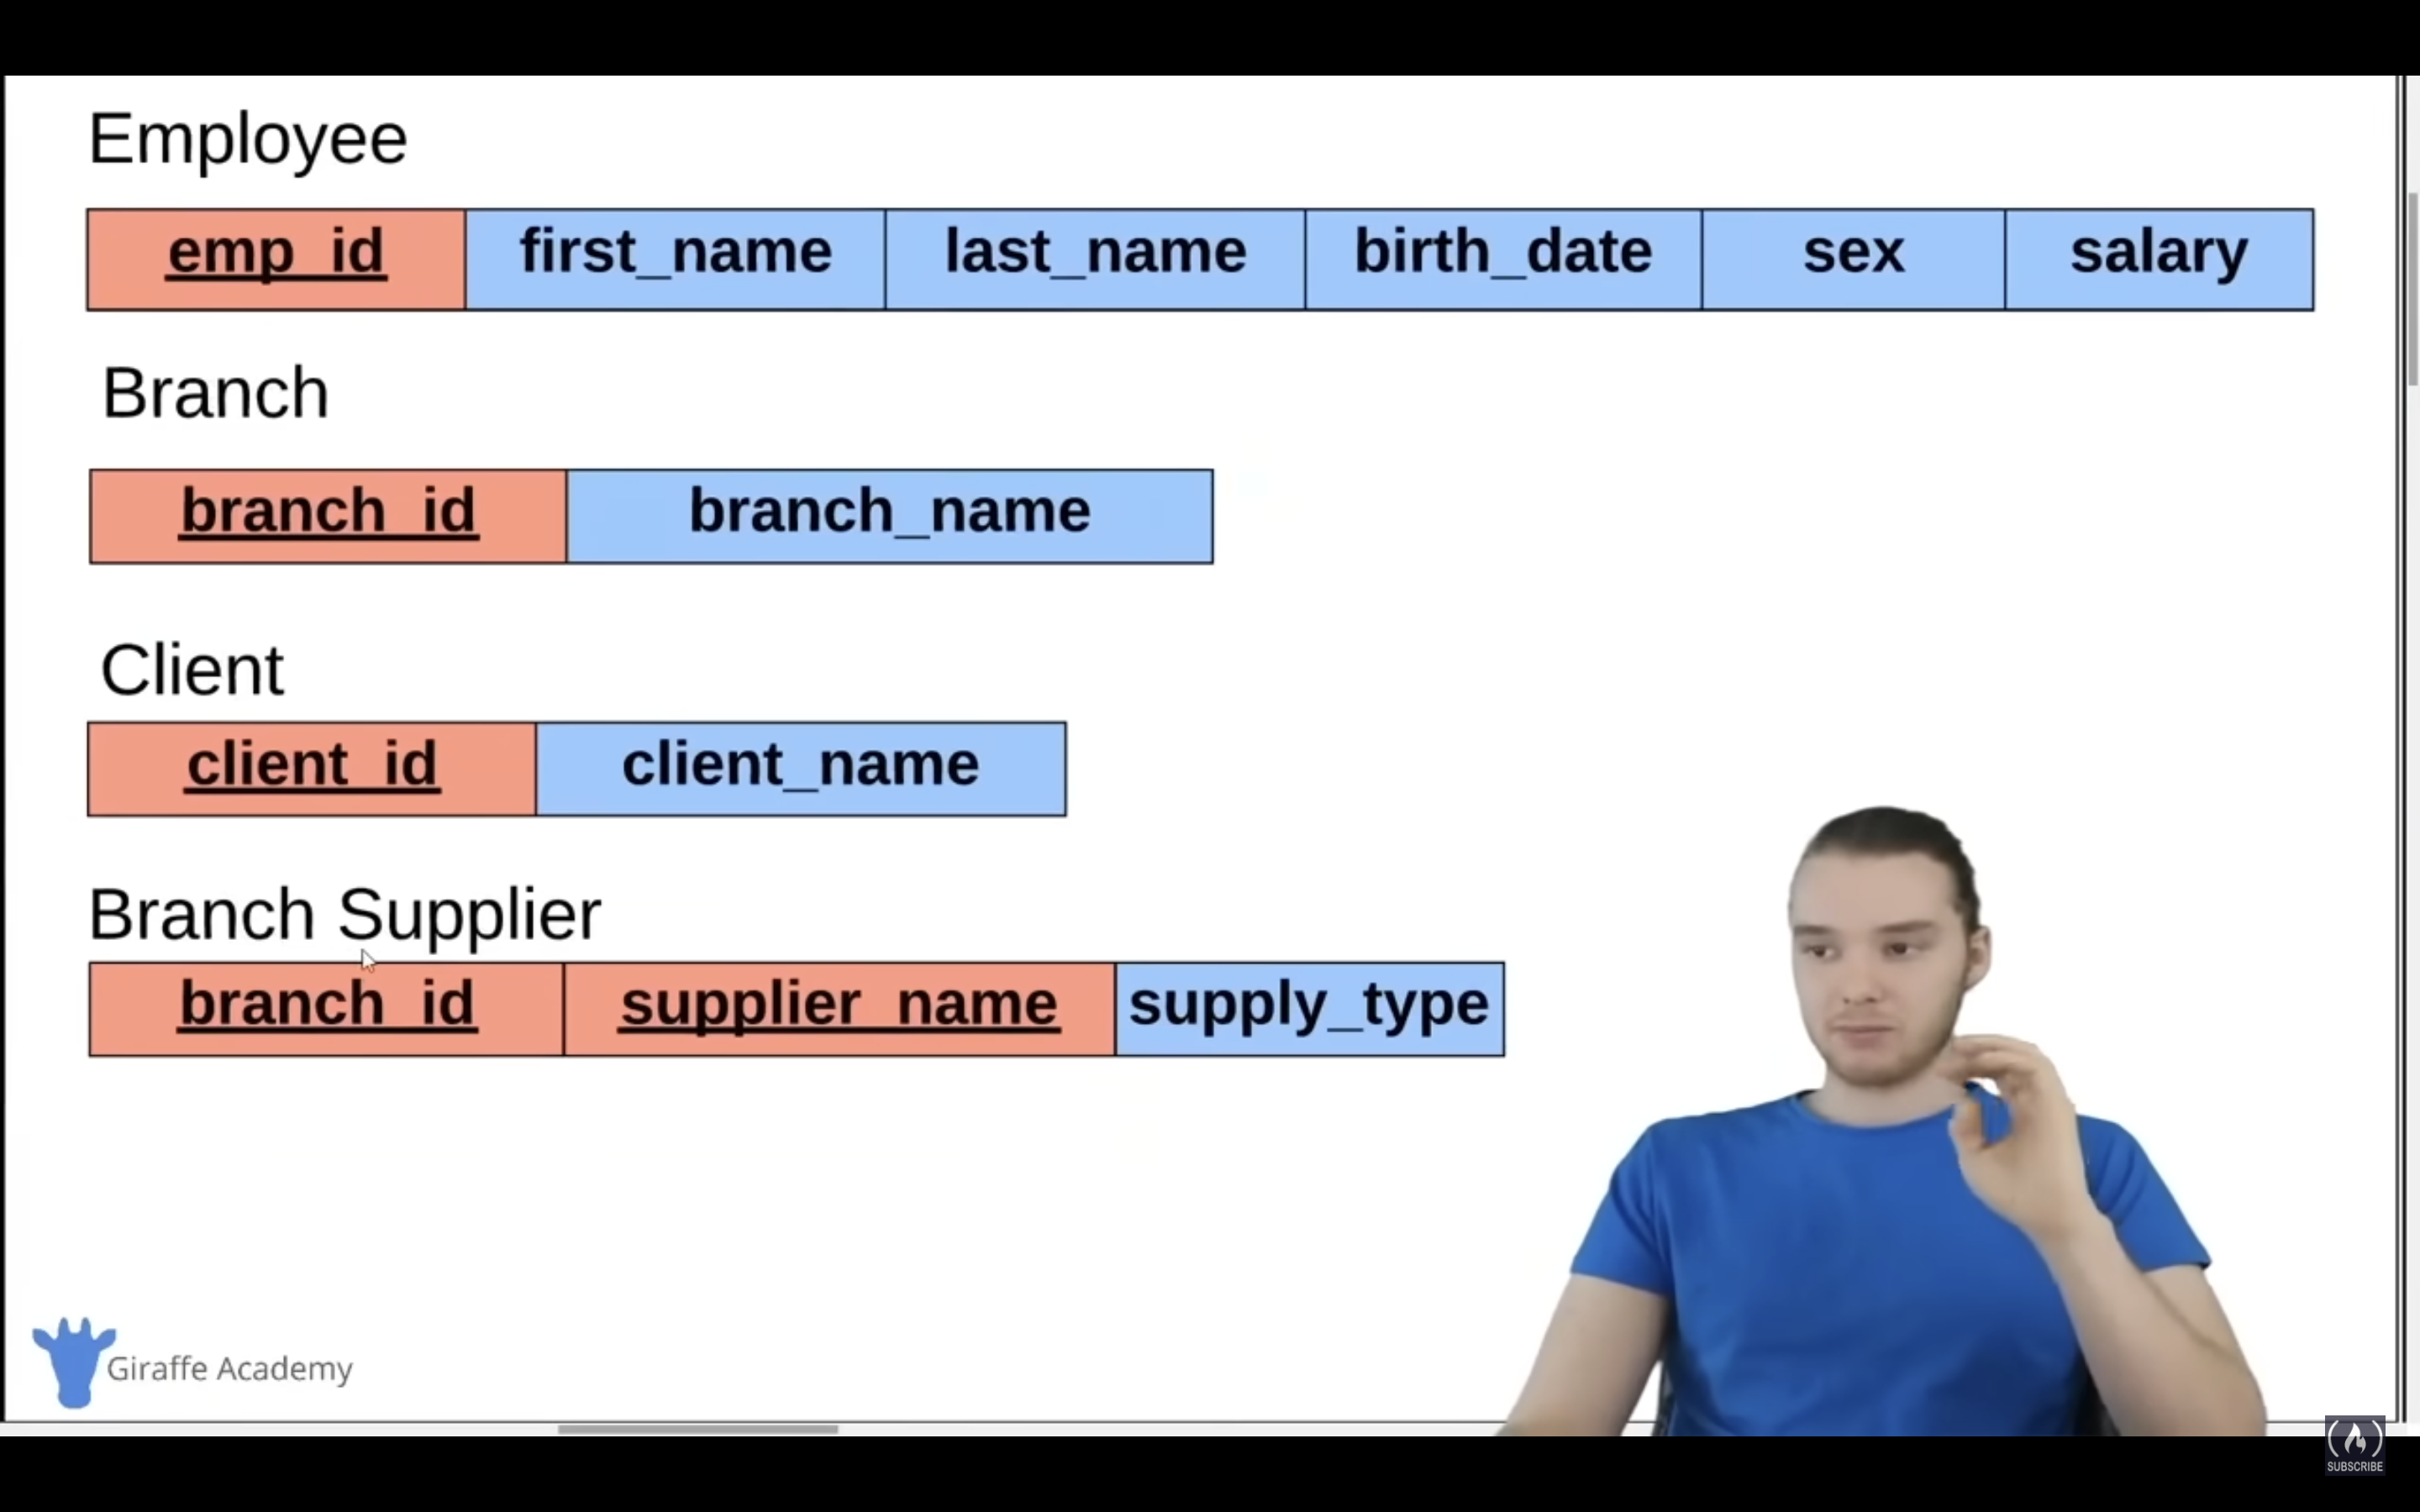 Employee
emp_id first_name last_name birth_date sex salary
Branch
branch_id branch_name
Client
client_id client_name
Branch Supplier
branch_id supplier_name supply_type
Giraffe Academy
SUBSCRIBE